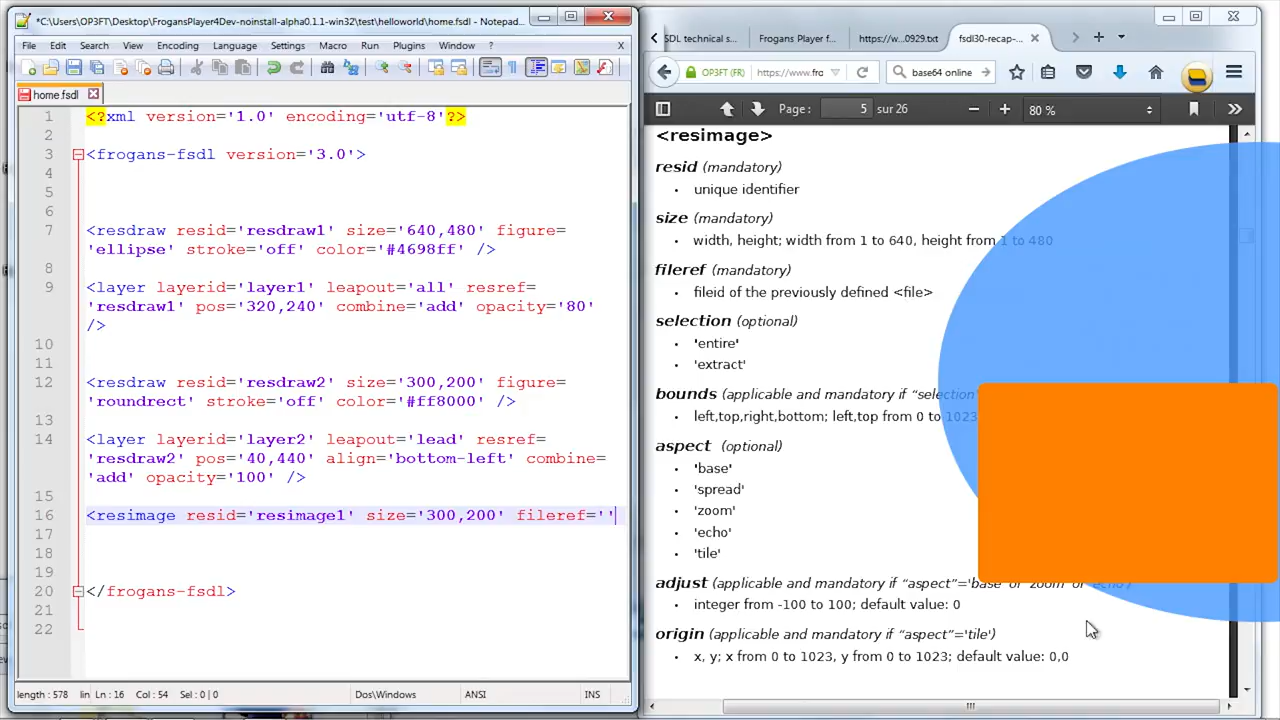 *C:\Users\OP3FT\Desktop\FrogansPlayer4Dev-noinstall-alpha0.1.1-win32\test\helloworld\home.fsdl - Notepad...
File Edit Search View Encoding Language Settings Macro Run Plugins Window ? X
home.fsdl
1 <?xml version='1.0' encoding='utf-8'?>
2
3 <frogans-fsdl version='3.0'>
4
5
6
7 <resdraw resid='resdraw1' size='640,480' figure=
'ellipse' stroke='off' color='#4698ff' />
8
9 <layer layerid='layer1' leapout='all' resref=
'resdraw1' pos='320,240' combine='add' opacity='80'
/>
10
11
12 <resdraw resid='resdraw2' size='300,200' figure=
'roundrect' stroke='off' color='#ff8000' />
13
14 <layer layerid='layer2' leapout='lead' resref=
'resdraw2' pos='40,440' align='bottom-left' combine=
'add' opacity='100' />
15
16 <resimage resid='resimage1' size='300,200' fileref=''
17
18
19
20 </frogans-fsdl>
21
22
length : 578 lin Ln : 16 Col : 54 Sel : 0 | 0 Dos\Windows ANSI INS
SDL technical s... Frogans Player f... https://w...0929.txt fsdl30-recap-...
OP3FT (FR) https://www.fro base64 online
Page : 5 sur 26 80 %
<resimage>
resid (mandatory)
• unique identifier
size (mandatory)
• width, height; width from 1 to 640, height from 1 to 480
fileref (mandatory)
• fileid of the previously defined <file>
selection (optional)
• 'entire'
• 'extract'
bounds (applicable and mandatory if “selection”
• left,top,right,bottom; left,top from 0 to 1023
aspect (optional)
• 'base'
• 'spread'
• 'zoom'
• 'echo'
• 'tile'
adjust (applicable and mandatory if “aspect”='base' or 'zoom' or 'echo')
• integer from -100 to 100; default value: 0
origin (applicable and mandatory if “aspect”='tile')
• x, y; x from 0 to 1023, y from 0 to 1023; default value: 0,0